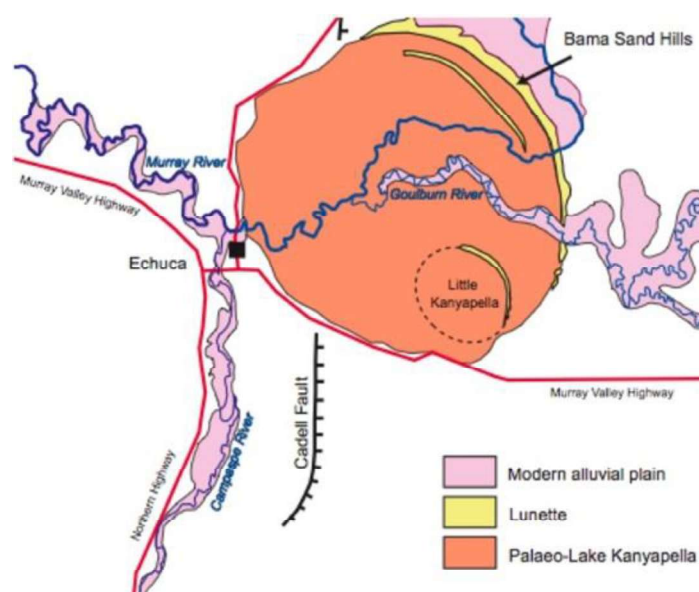 Bama Sand Hills
Murray River
Murray Valley Highway
Goulburn River
Echuca
Little
Kanyapella
Murray Valley Highway
Cadell Fault
Campaspe River
Northern Highway
Modern alluvial plain
Lunette
Palaeo-Lake Kanyapella